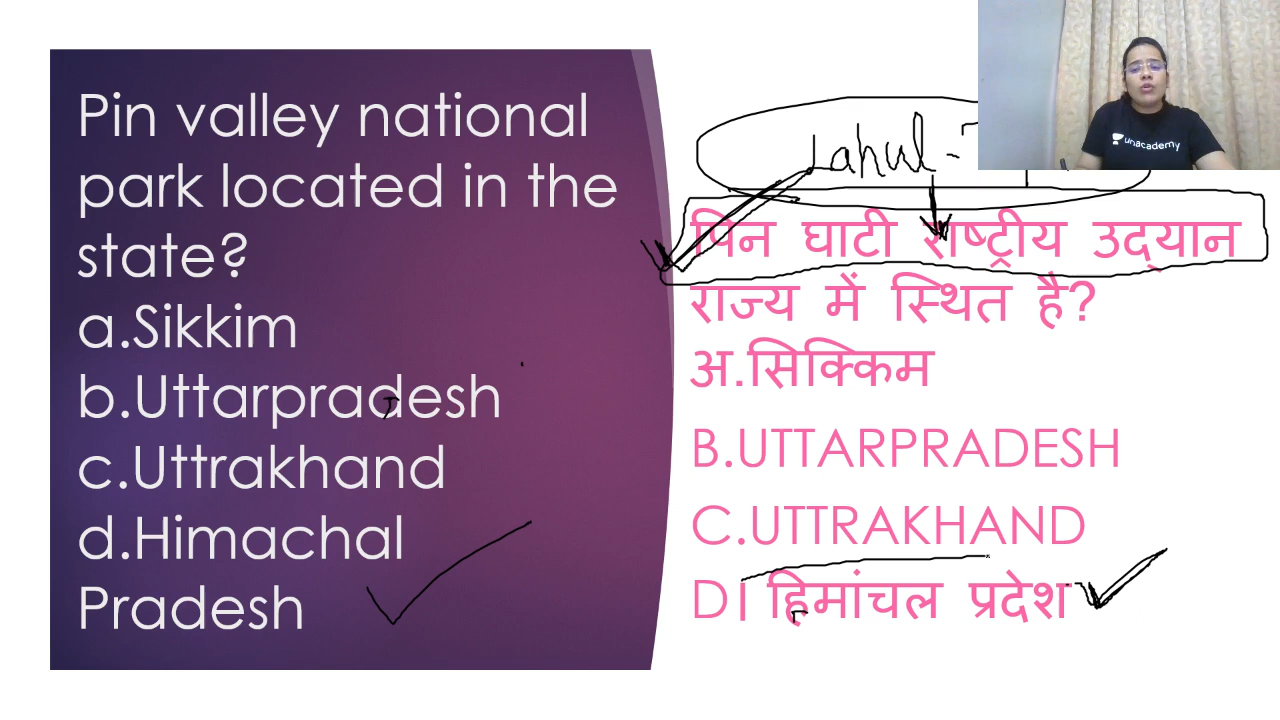 Pin valley national
park located in the
state?
a.Sikkim
b.Uttarpradesh
c.Uttrakhand
d.Himachal
Pradesh
Lahul -
पिन घाटी राष्ट्रीय उद्यान
राज्य में स्थित है?
अ.सिक्किम
B.UTTARPRADESH
C.UTTRAKHAND
D| हिमांचल प्रदेश
unacademy